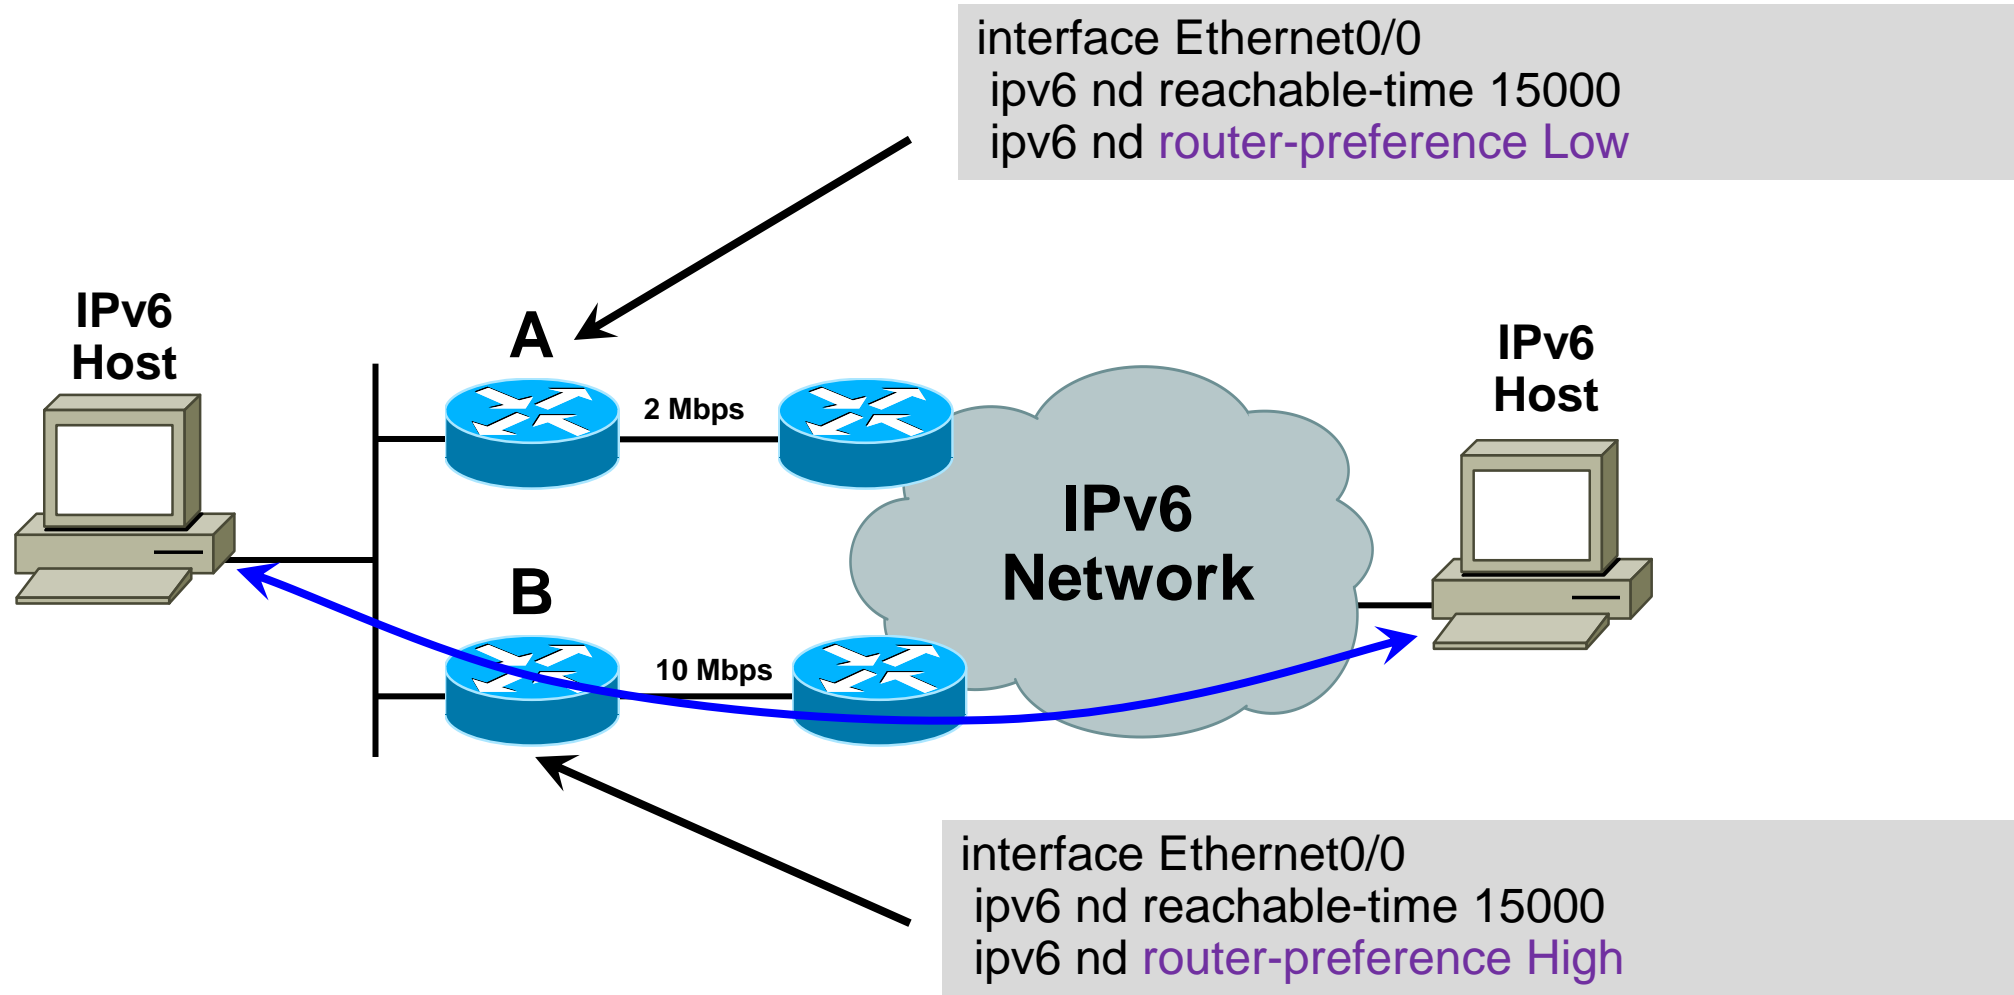 interface Ethernet0/0
ipv6 nd reachable-time 15000
ipv6 nd router-preference Low
IPv6
Host
A
2 Mbps
IPv6
Host
IPv6
Network
B
10 Mbps
interface Ethernet0/0
ipv6 nd reachable-time 15000
ipv6 nd router-preference High